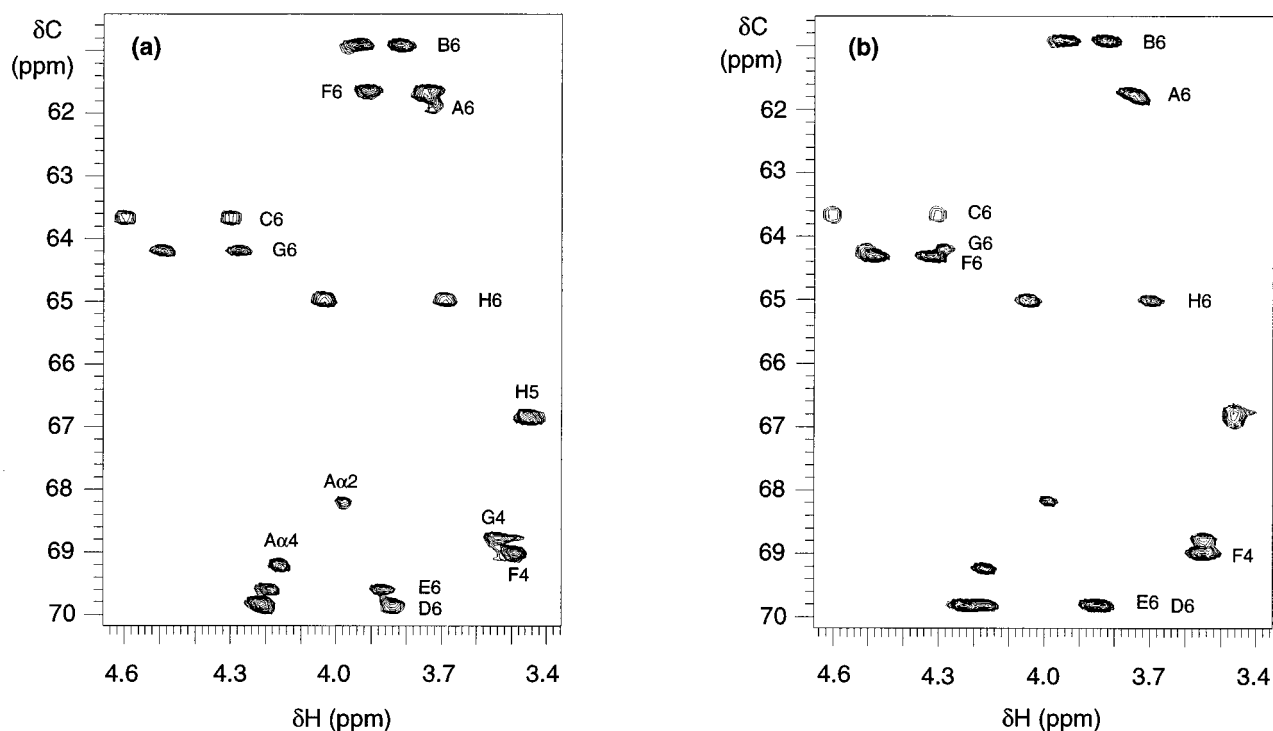 δC
(ppm)
(a)
B6
F6
A6
62
63
C6
64
G6
65
H6
66
H5
67
68
Aα2
G4
Aα4
69
F4
E6
D6
70
4.6
4.3
4.0
3.7
3.4
δH (ppm)
δC
(ppm)
(b)
B6
A6
62
63
C6
64
G6
F6
65
H6
66
67
68
69
F4
E6 D6
70
4.6
4.3
4.0
3.7
3.4
δH (ppm)